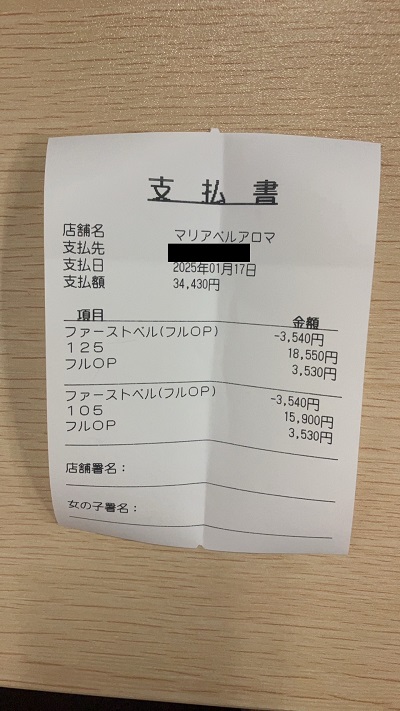 支払書
店舗名 マリアベルアロマ
支払先
支払日 2025年01月17日
支払額 34,430円
項目 金額
ファーストベル(フルOP) -3,540円
125 18,550円
フルOP 3,530円
ファーストベル(フルOP) -3,540円
105 15,900円
フルOP 3,530円
店舗署名:
女の子署名: